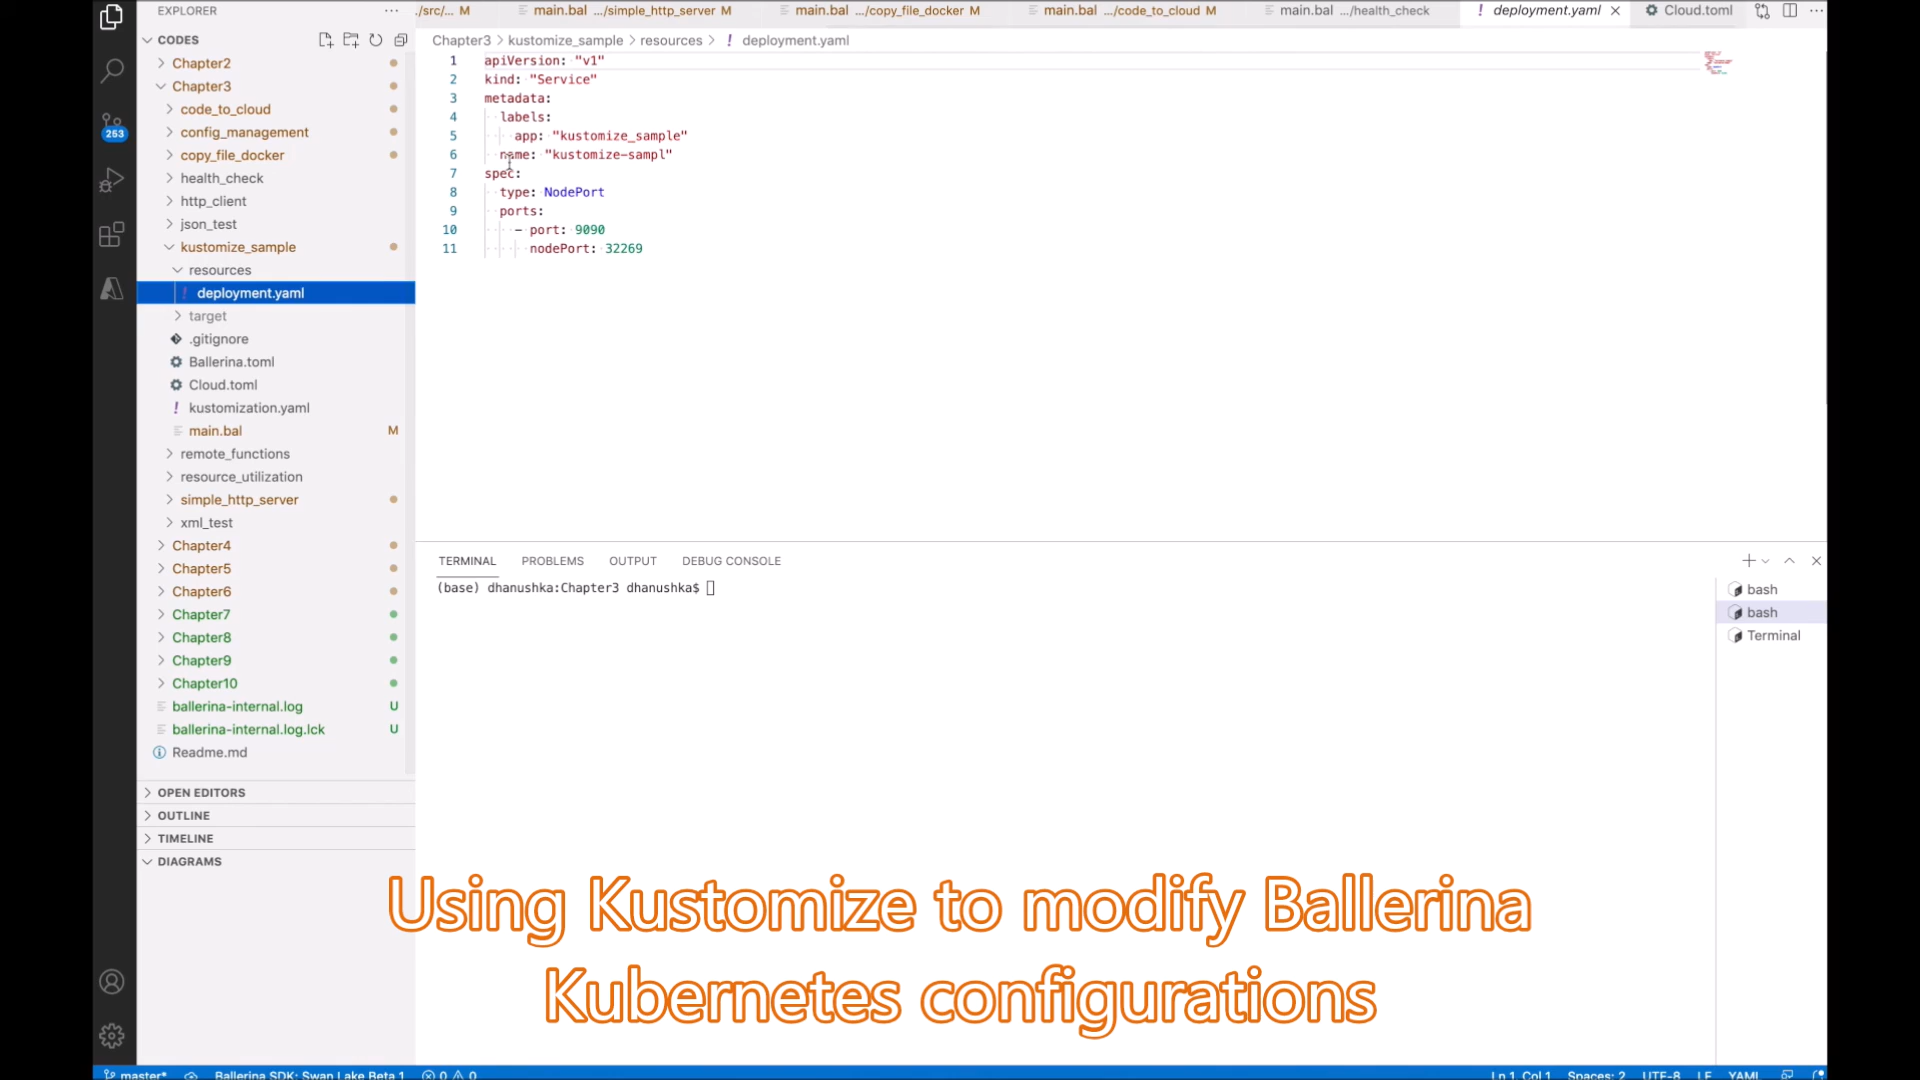 EXPLORER
CODES
Chapter2
Chapter3
code_to_cloud
config_management
copy_file_docker
health_check
http_client
json_test
kustomize_sample
resources
deployment.yaml
target
.gitignore
Ballerina.toml
Cloud.toml
kustomization.yaml
main.bal M
remote_functions
resource_utilization
simple_http_server
xml_test
Chapter4
Chapter5
Chapter6
Chapter7
Chapter8
Chapter9
Chapter10
ballerina-internal.log U
ballerina-internal.log.lck U
Readme.md
OPEN EDITORS
OUTLINE
TIMELINE
DIAGRAMS
253
./src/... M main.bal .../simple_http_server M main.bal .../copy_file_docker M main.bal .../code_to_cloud M main.bal .../health_check ! deployment.yaml Cloud.toml
Chapter3 > kustomize_sample > resources > ! deployment.yaml
1 apiVersion: "v1"
2 kind: "Service"
3 metadata:
4 labels:
5 app: "kustomize_sample"
6 name: "kustomize-sampl"
7 spec:
8 type: NodePort
9 ports:
10 - port: 9090
11 nodePort: 32269
TERMINAL PROBLEMS OUTPUT DEBUG CONSOLE
(base) dhanushka:Chapter3 dhanushka$
bash
bash
Terminal
Using Kustomize to modify Ballerina
Kubernetes configurations
master* Ballerina SDK: Swan Lake Beta 1 0 0 Ln 1, Col 1 Spaces: 2 UTF-8 LF YAML